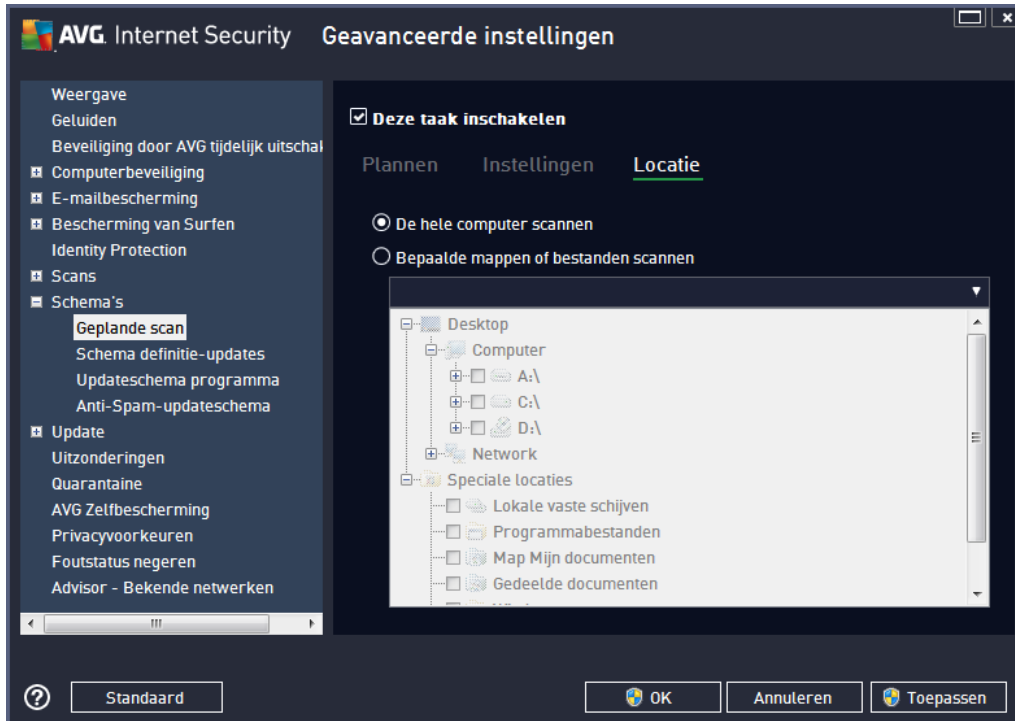 AVG. Internet Security Geavanceerde instellingen
Weergave
Geluiden
Beveiliging door AVG tijdelijk
Computerbeveiliging
E-mailbescherming
Bescherming van Surfen
Identity Protection
Scans
Schema's
Geplande scan
Schema definitie-updates
Updateschema programma
Anti-Spam-updateschema
Update
Uitzonderingen
Quarantaine
AVG Zelfbescherming
Privacyvoorkeuren
Foutstatus negeren
Advisor - Bekende netwerken
Deze taak inschakelen
Plannen Instellingen Locatie
De hele computer scannen
Bepaalde mappen of bestanden scannen
Desktop
Computer
A:\
C:\
D:\
Network
Speciale locaties
Lokale vaste schijven
Programmabestanden
Map Mijn documenten
Gedeelde documenten
? Standaard OK Annuleren Toepassen